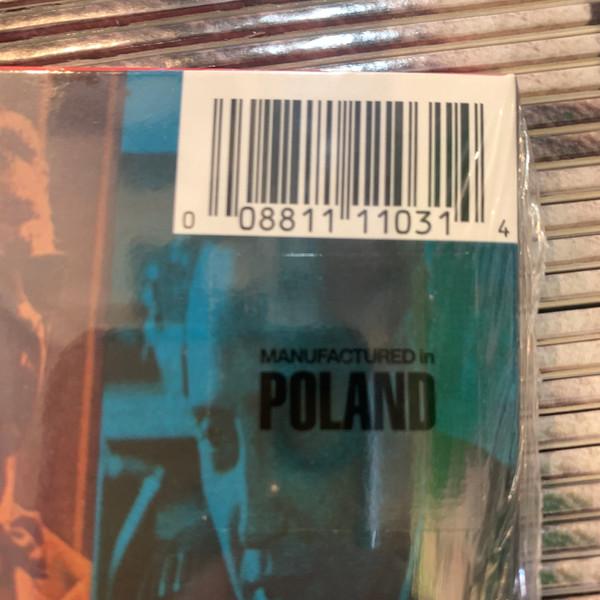 0 08811 11031 4
MANUFACTURED in
POLAND